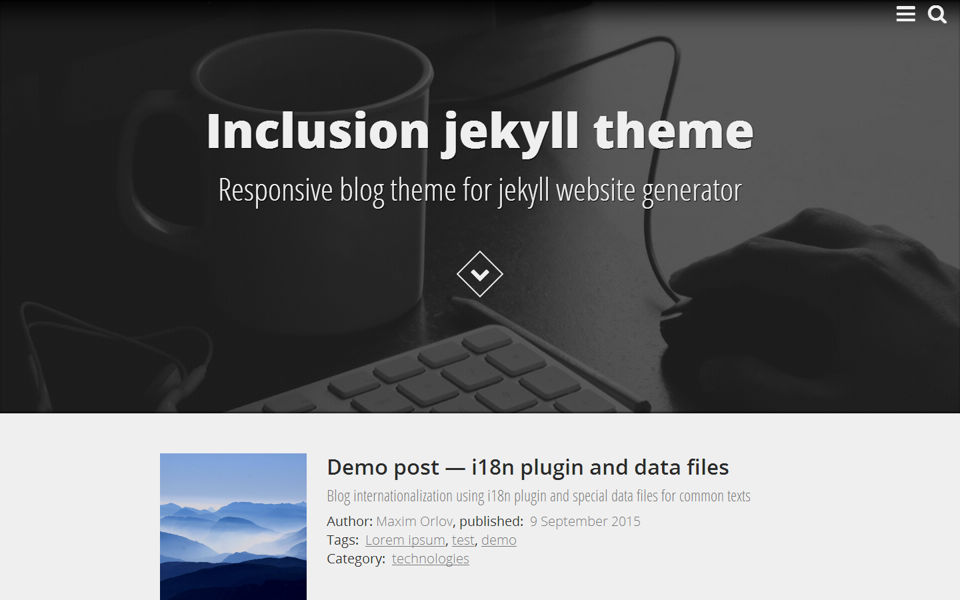 Inclusion jekyll theme
Responsive blog theme for jekyll website generator
Demo post — i18n plugin and data files
Blog internationalization using i18n plugin and special data files for common texts
Author: Maxim Orlov, published: 9 September 2015
Tags: Lorem ipsum, test, demo
Category: technologies